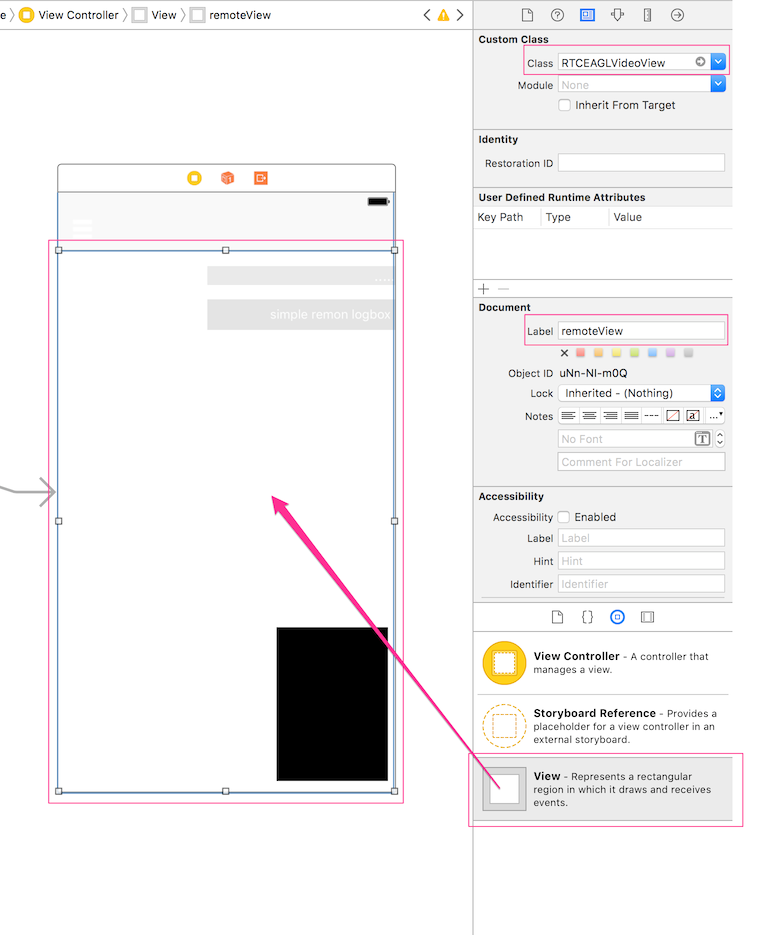 e 〉 View Controller 〉 View 〉 remoteView
Custom Class
Class RTCEAGLVideoView
Module None
Inherit From Target
Identity
Restoration ID
User Defined Runtime Attributes
Key Path Type Value
+ —
Document
Label remoteView
Object ID uNn-NI-m0Q
Lock Inherited - (Nothing)
Notes
No Font T
Comment For Localizer
Accessibility
Accessibility Enabled
Label Label
Hint Hint
Identifier Identifier
.....
simple remon logbox
View Controller - A controller that
manages a view.
Storyboard Reference - Provides a
placeholder for a view controller in an
external storyboard.
View - Represents a rectangular
region in which it draws and receives
events.